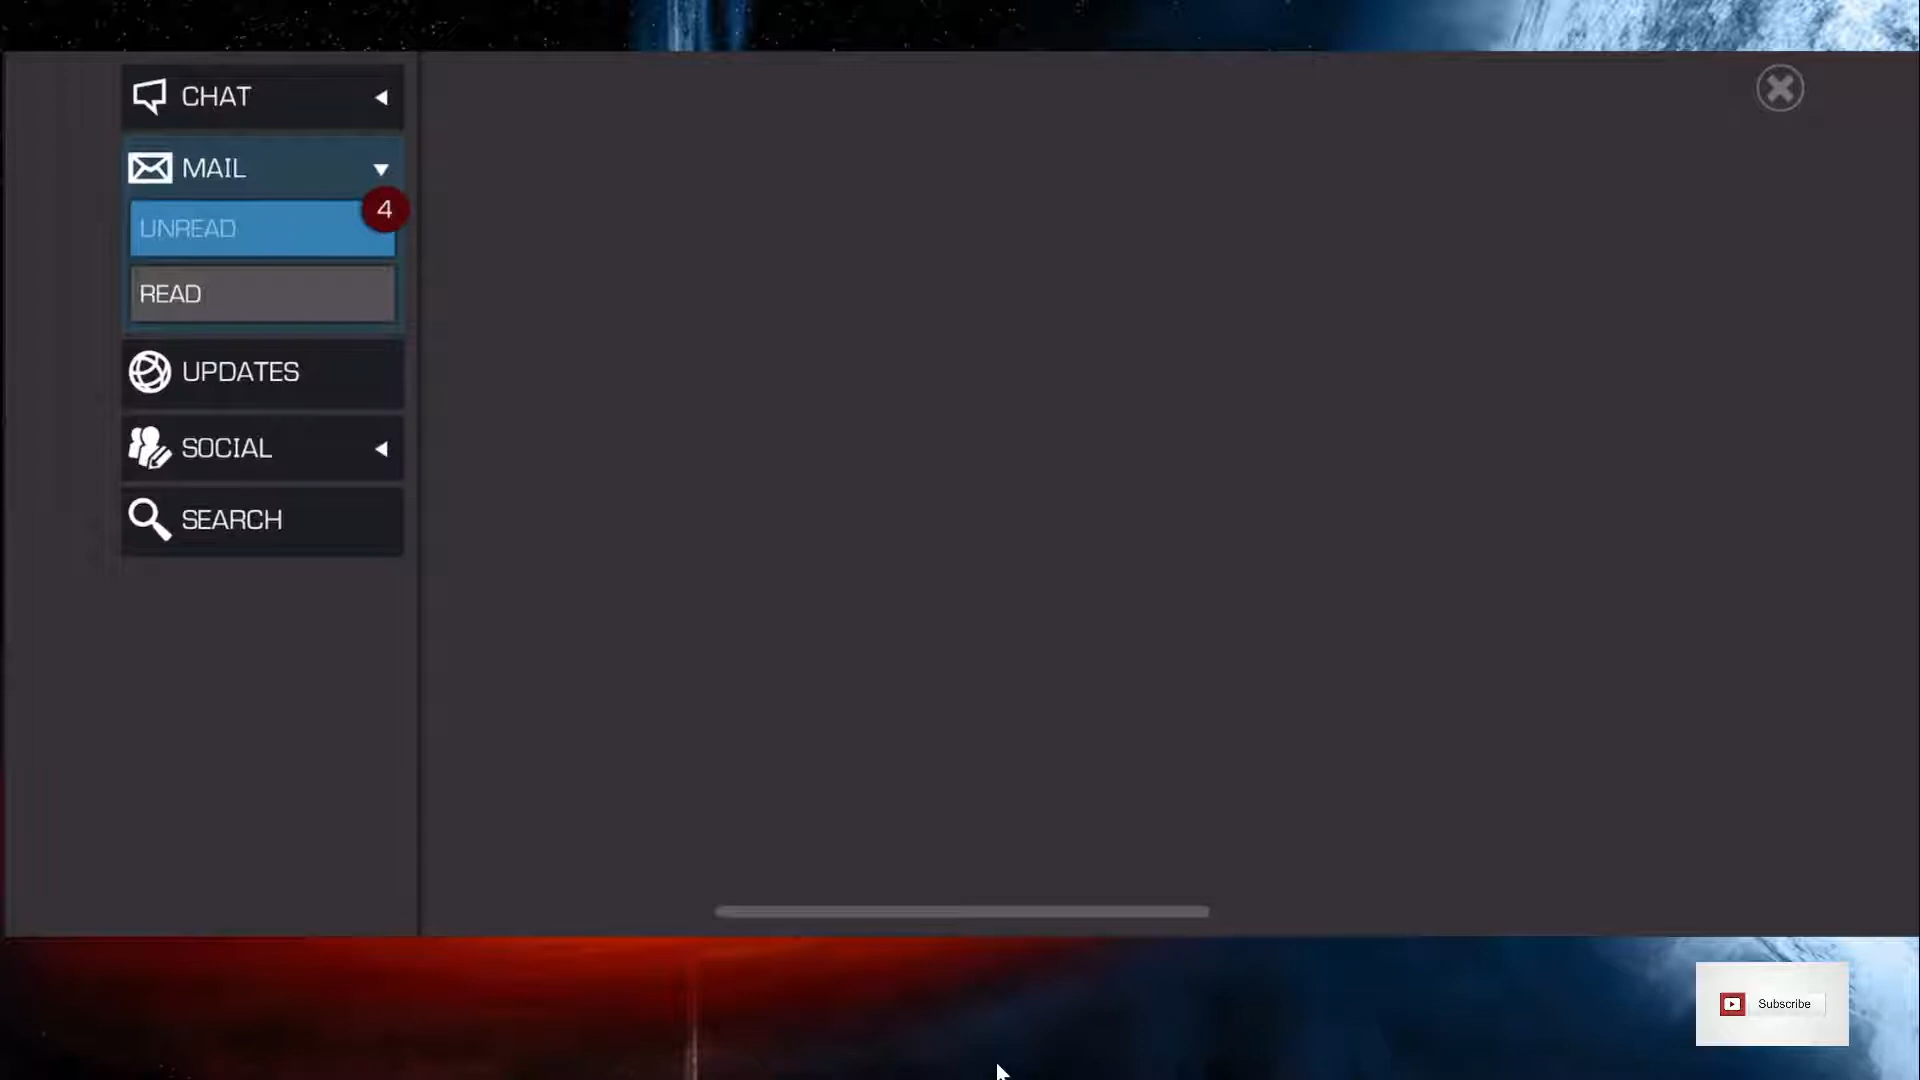 CHAT
MAIL
4
UNREAD
READ
UPDATES
SOCIAL
SEARCH
Subscribe